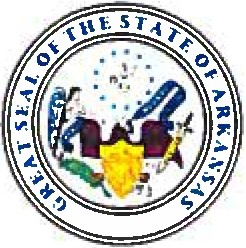 GREAT SEAL OF THE STATE OF ARKANSAS